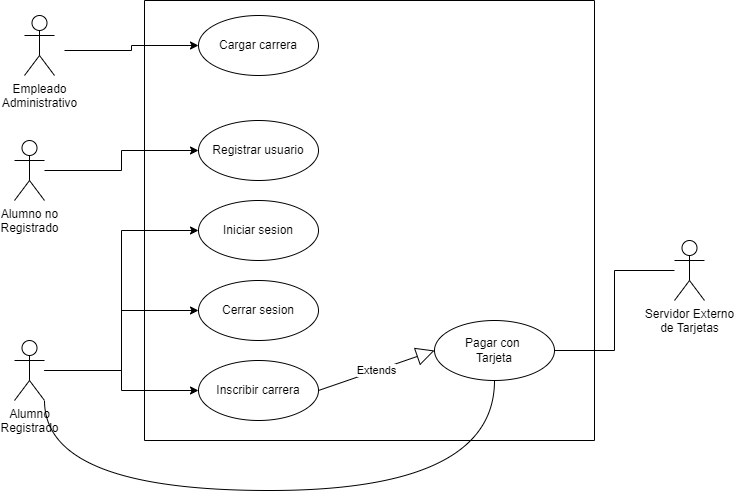 Cargar carrera
Empleado
Administrativo
Registrar usuario
Alumno no
Registrado
Iniciar sesion
Cerrar sesion
Servidor Externo
de Tarjetas
Pagar con
Tarjeta
Extends
Inscribir carrera
Alumno
Registrado